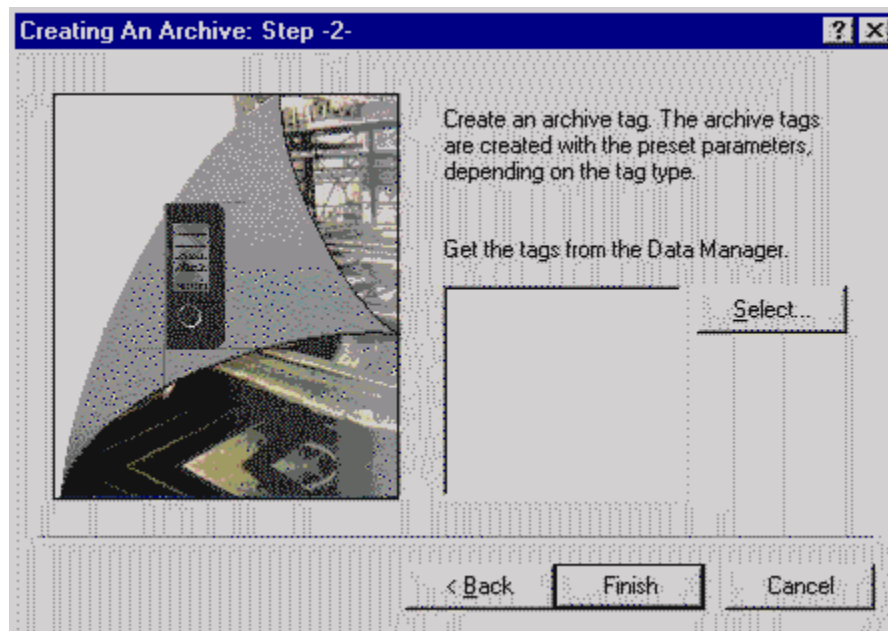 Creating An Archive: Step -2-
Create an archive tag. The archive tags
are created with the preset parameters,
depending on the tag type.
Get the tags from the Data Manager.
Select...
< Back
Finish
Cancel